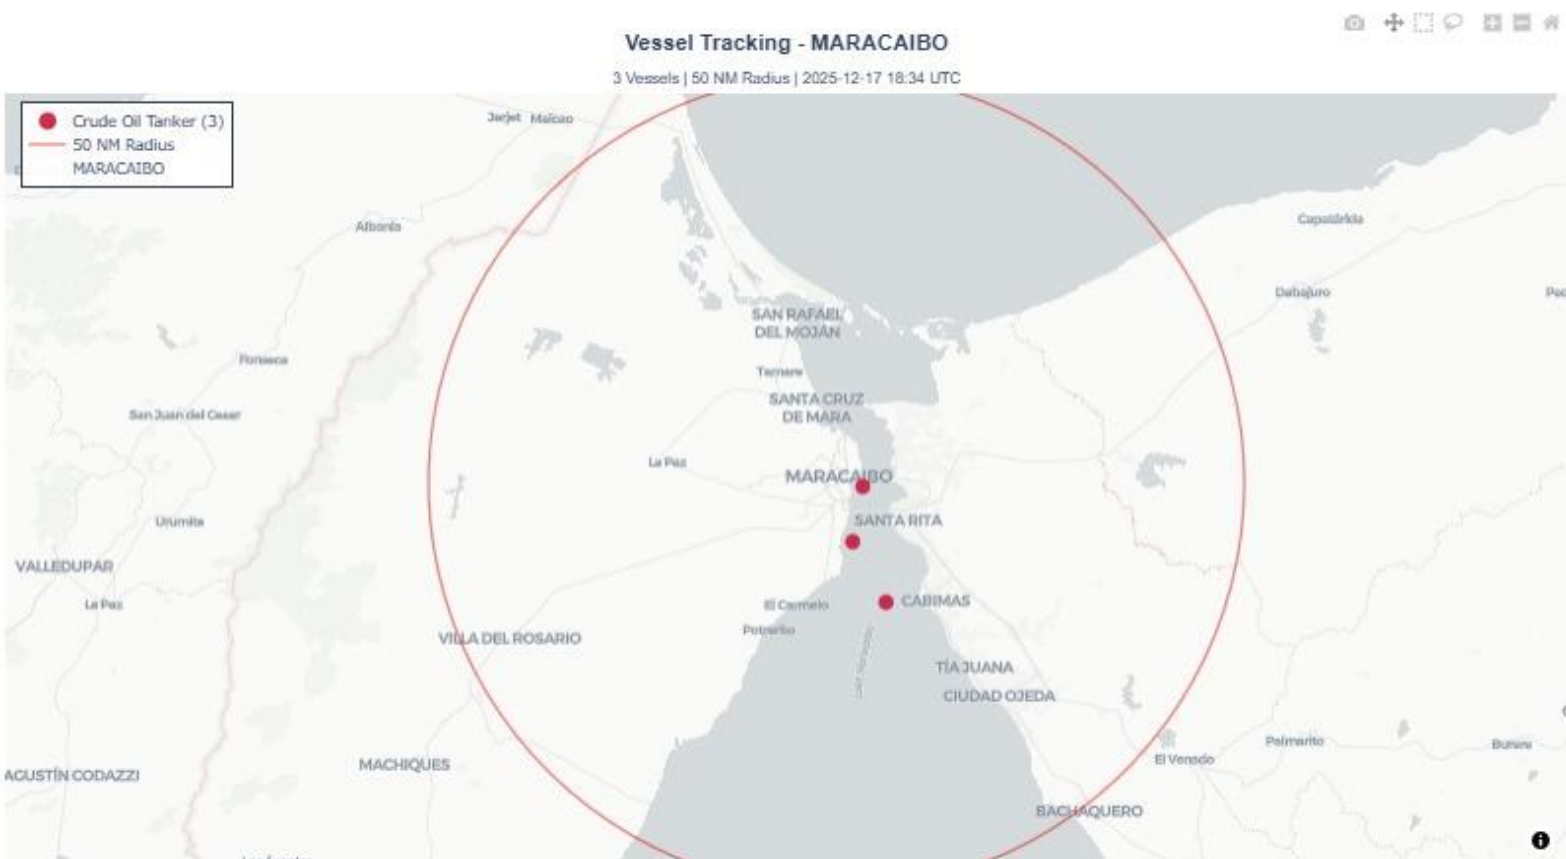 Vessel Tracking - MARACAIBO
3 Vessels | 50 NM Radius | 2025-12-17 18:34 UTC
Crude Oil Tanker (3)
50 NM Radius
MARACAIBO
Maicao
Albania
Capatárida
Dabajuro
SAN RAFAEL
DEL MOJÁN
Fonseca
Tamare
SANTA CRUZ
DE MARA
San Juan del Cesar
La Paz
MARACAIBO
Urumita
SANTA RITA
VALLEDUPAR
La Paz
El Carmelo
CABIMAS
Potrerito
VILLA DEL ROSARIO
TÍA JUANA
CIUDAD OJEDA
Palmarito
MACHIQUES
El Venado
AGUSTÍN CODAZZI
BACHAQUERO